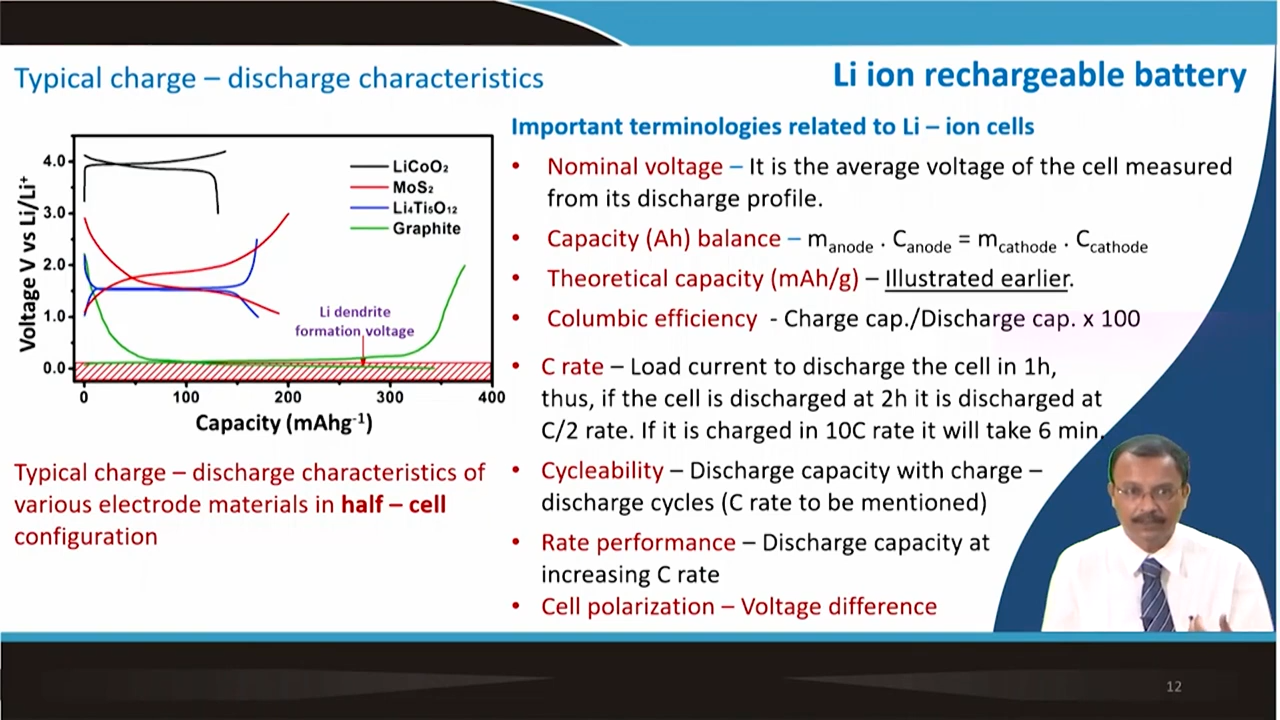 Typical charge – discharge characteristics
Li ion rechargeable battery
4.0
3.0
2.0
1.0
0.0
Voltage V vs Li/Li⁺
LiCoO₂
MoS₂
Li₄Ti₅O₁₂
Graphite
Li dendrite
formation voltage
0
100
200
300
400
Capacity (mAhg⁻¹)
Typical charge – discharge characteristics of
various electrode materials in half – cell
configuration
Important terminologies related to Li – ion cells
• Nominal voltage – It is the average voltage of the cell measured
from its discharge profile.
• Capacity (Ah) balance – m_anode . C_anode = m_cathode . C_cathode
• Theoretical capacity (mAh/g) – Illustrated earlier.
• Columbic efficiency - Charge cap./Discharge cap. x 100
• C rate – Load current to discharge the cell in 1h,
thus, if the cell is discharged at 2h it is discharged at
C/2 rate. If it is charged in 10C rate it will take 6 min.
• Cycleability – Discharge capacity with charge –
discharge cycles (C rate to be mentioned)
• Rate performance – Discharge capacity at
increasing C rate
• Cell polarization – Voltage difference
12